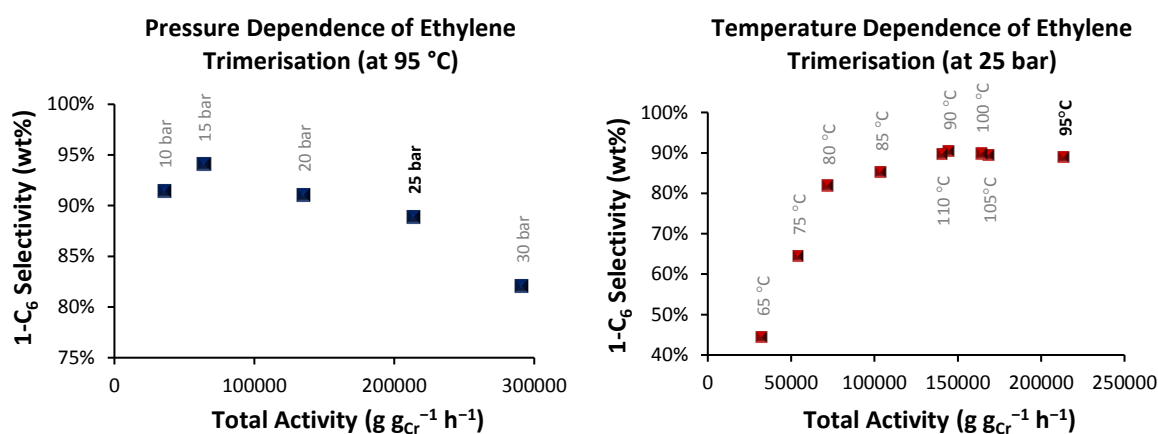 Pressure Dependence of Ethylene
Trimerisation (at 95 °C)
1-C₆ Selectivity (wt%)
100%
95%
90%
85%
80%
75%
10 bar
15 bar
20 bar
25 bar
30 bar
0
100000
200000
300000
Total Activity (g g_Cr⁻¹ h⁻¹)
Temperature Dependence of Ethylene
Trimerisation (at 25 bar)
1-C₆ Selectivity (wt%)
100%
90%
80%
70%
60%
50%
40%
65 °C
75 °C
80 °C
85 °C
110 °C
90 °C
100 °C
105°C
95°C
0
50000
100000
150000
200000
250000
Total Activity (g g_Cr⁻¹ h⁻¹)